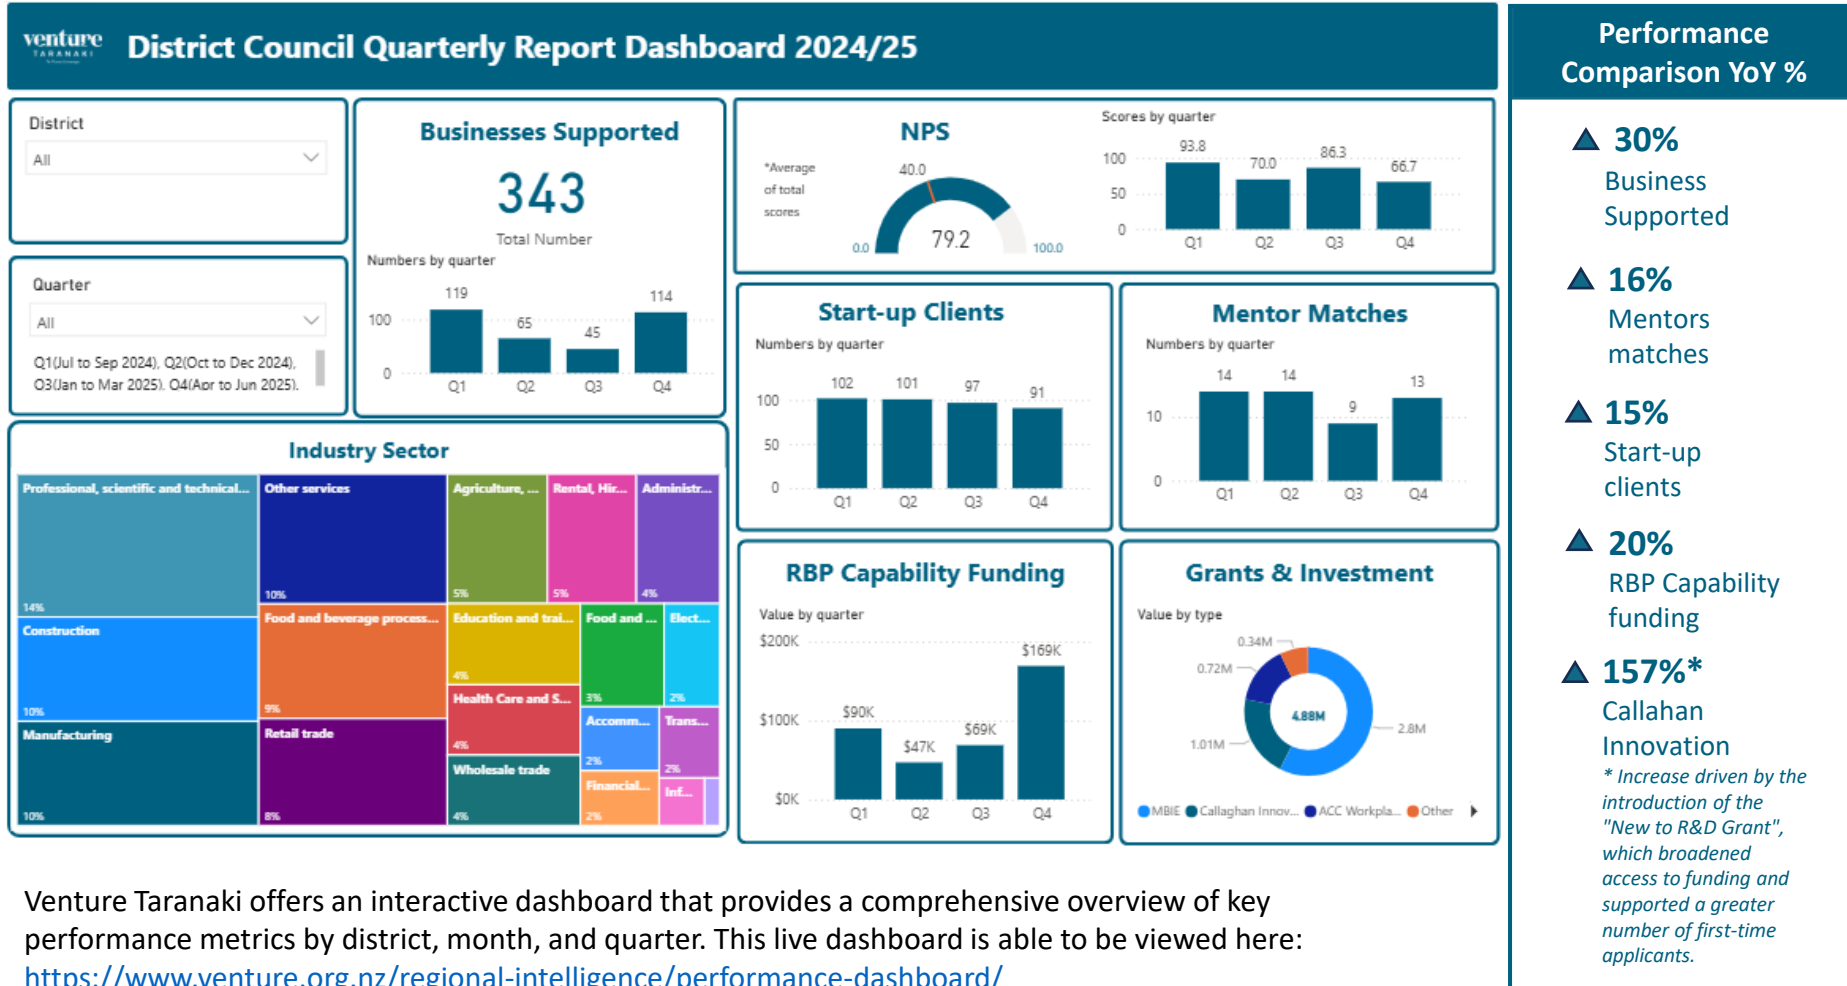 venture
TARANAKI
District Council Quarterly Report Dashboard 2024/25
District
All
Quarter
All
Q1(Jul to Sep 2024), Q2(Oct to Dec 2024),
Q3(Jan to Mar 2025), Q4(Apr to Jun 2025).
Businesses Supported
343
Total Number
Numbers by quarter
119
65
45
114
100
0
Q1 Q2 Q3 Q4
NPS
*Average
of total
scores
40.0
79.2
0.0
100.0
Scores by quarter
93.8
70.0
86.3
66.7
100
50
0
Q1 Q2 Q3 Q4
Start-up Clients
Numbers by quarter
102
101
97
91
100
50
0
Q1 Q2 Q3 Q4
Mentor Matches
Numbers by quarter
14
14
9
13
10
0
Q1 Q2 Q3 Q4
Industry Sector
Professional, scientific and technical...
14%
Construction
10%
Manufacturing
10%
Other services
10%
Food and beverage process...
9%
Retail trade
8%
Agriculture, ...
5%
Rental, Hir...
5%
Administr...
4%
Education and trai...
4%
Health Care and S...
4%
Wholesale trade
4%
Food and ...
3%
Elect...
2%
Accomm...
2%
Trans...
2%
Financial...
2%
Inf...
RBP Capability Funding
Value by quarter
$200K
$100K
$0K
$90K
$47K
$69K
$169K
Q1 Q2 Q3 Q4
Grants & Investment
Value by type
0.34M
0.72M
1.01M
2.8M
4.88M
MBIE Callaghan Innov... ACC Workpla... Other
Performance
Comparison YoY %
30%
Business
Supported
16%
Mentors
matches
15%
Start-up
clients
20%
RBP Capability
funding
157%*
Callahan
Innovation
* Increase driven by the
introduction of the
"New to R&D Grant",
which broadened
access to funding and
supported a greater
number of first-time
applicants.
Venture Taranaki offers an interactive dashboard that provides a comprehensive overview of key
performance metrics by district, month, and quarter. This live dashboard is able to be viewed here:
https://www.venture.org.nz/regional-intelligence/performance-dashboard/